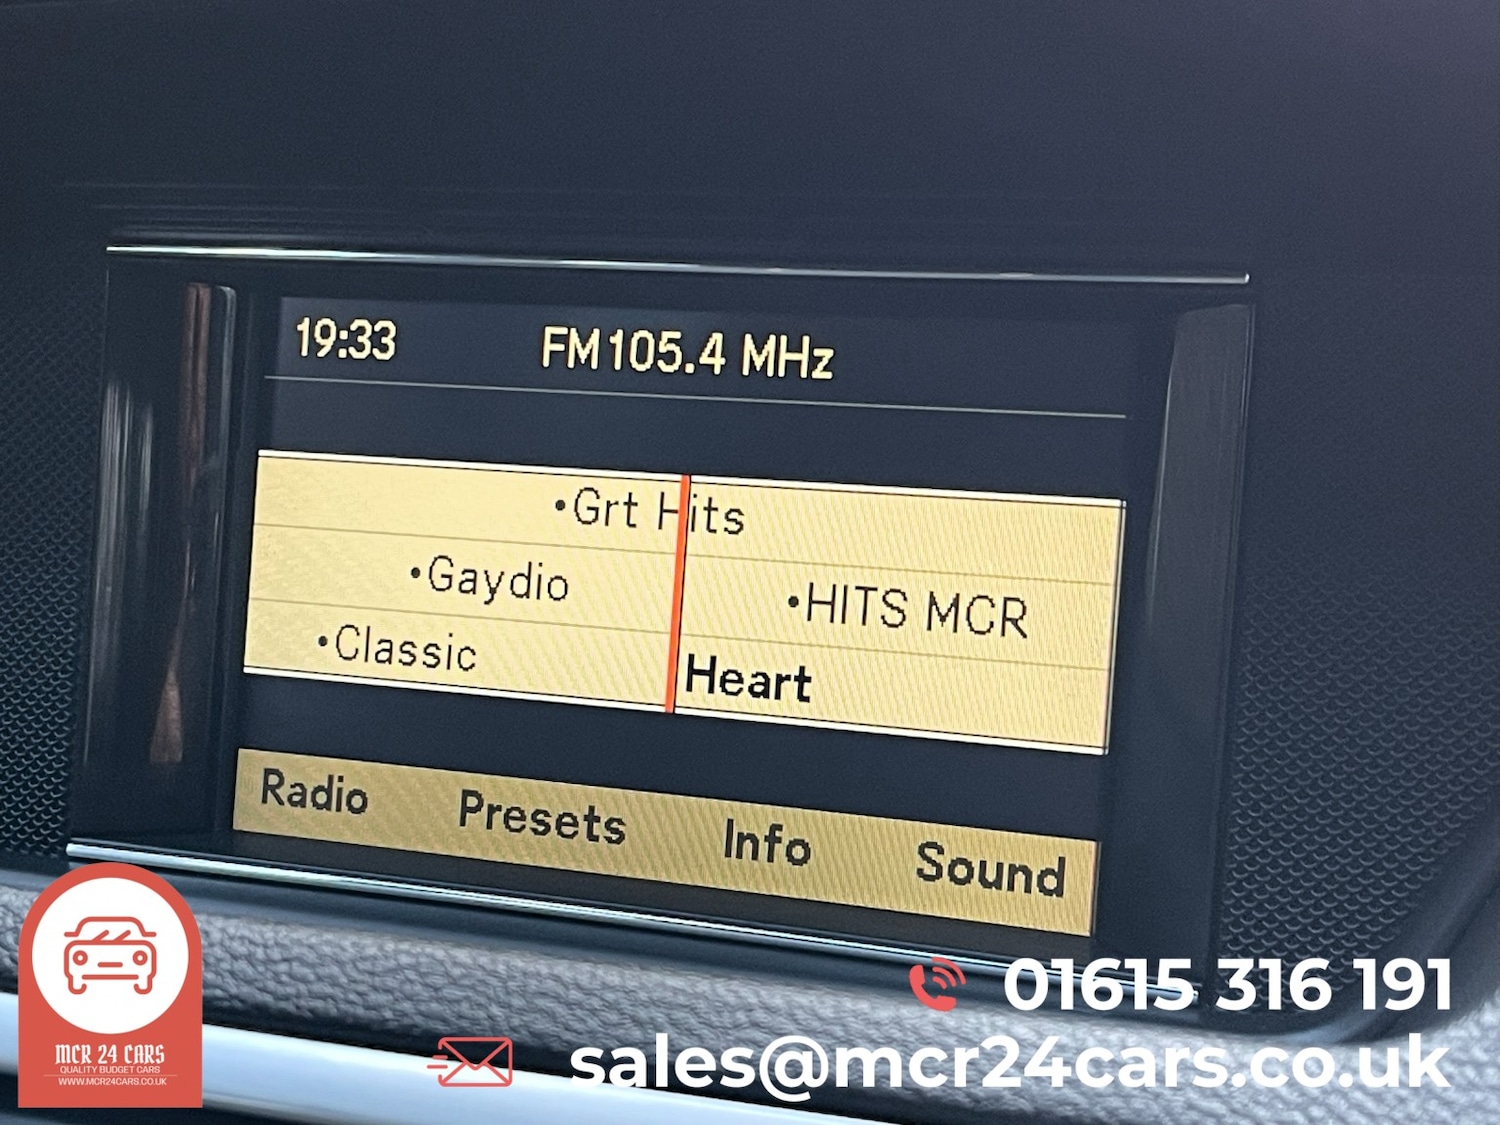 19:33 FM 105.4 MHz
•Grt Hits
•Gaydio
•HITS MCR
•Classic
Heart
Radio Presets Info Sound
01615 316 191
sales@mcr24cars.co.uk
MCR 24 CARS
QUALITY BUDGET CARS
WWW.MCR24CARS.CO.UK